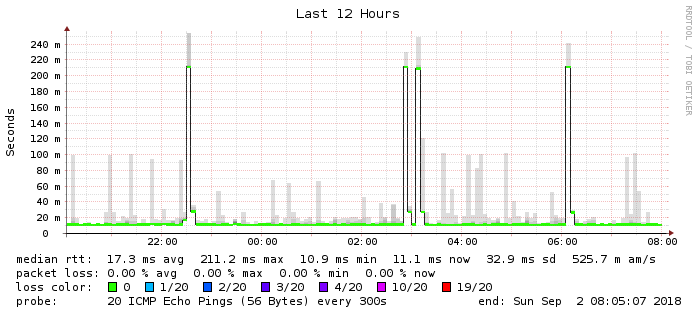 Last 12 Hours
RRDTOOL / TOBI OETIKER
Seconds
240 m
220 m
200 m
180 m
160 m
140 m
120 m
100 m
80 m
60 m
40 m
20 m
0
22:00 00:00 02:00 04:00 06:00 08:00
median rtt: 17.3 ms avg 211.2 ms max 10.9 ms min 11.1 ms now 32.9 ms sd 525.7 m am/s
packet loss: 0.00 % avg 0.00 % max 0.00 % min 0.00 % now
loss color: 0 1/20 2/20 3/20 4/20 10/20 19/20
probe: 20 ICMP Echo Pings (56 Bytes) every 300s end: Sun Sep 2 08:05:07 2018